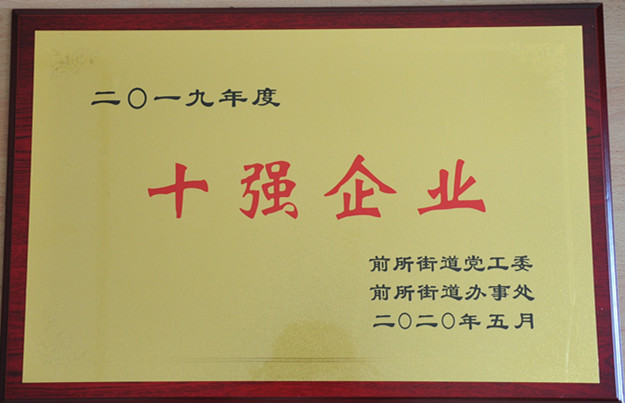 二〇一九年度
十强企业
前所街道党工委
前所街道办事处
二〇二〇年五月